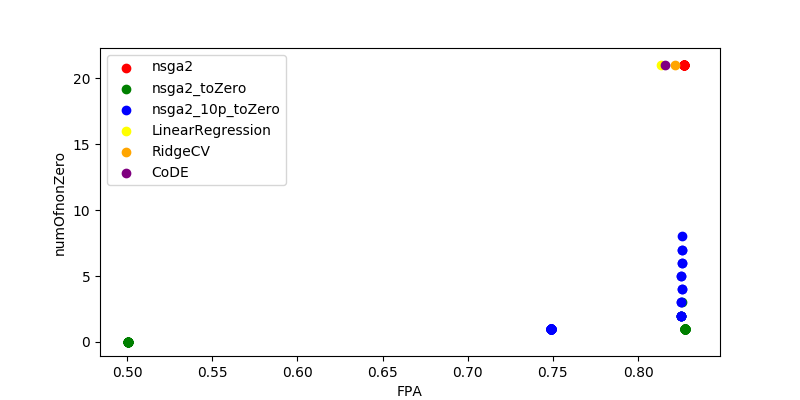 nsga2
nsga2_toZero
nsga2_10p_toZero
LinearRegression
RidgeCV
CoDE
20
15
10
5
0
numOfnonZero
0.50 0.55 0.60 0.65 0.70 0.75 0.80
FPA